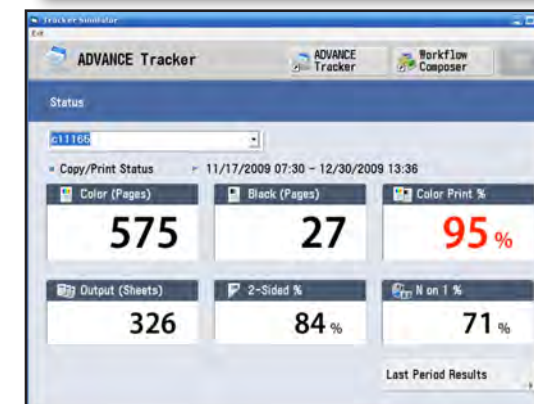 Tracker Simulator
Exit
ADVANCE Tracker
ADVANCE Tracker
Workflow Composer
Status
c11165
Copy/Print Status 11/17/2009 07:30 - 12/30/2009 13:36
Color (Pages) Black (Pages) Color Print %
575 27 95 %
Output (Sheets) 2-Sided % N on 1 %
326 84 % 71 %
Last Period Results